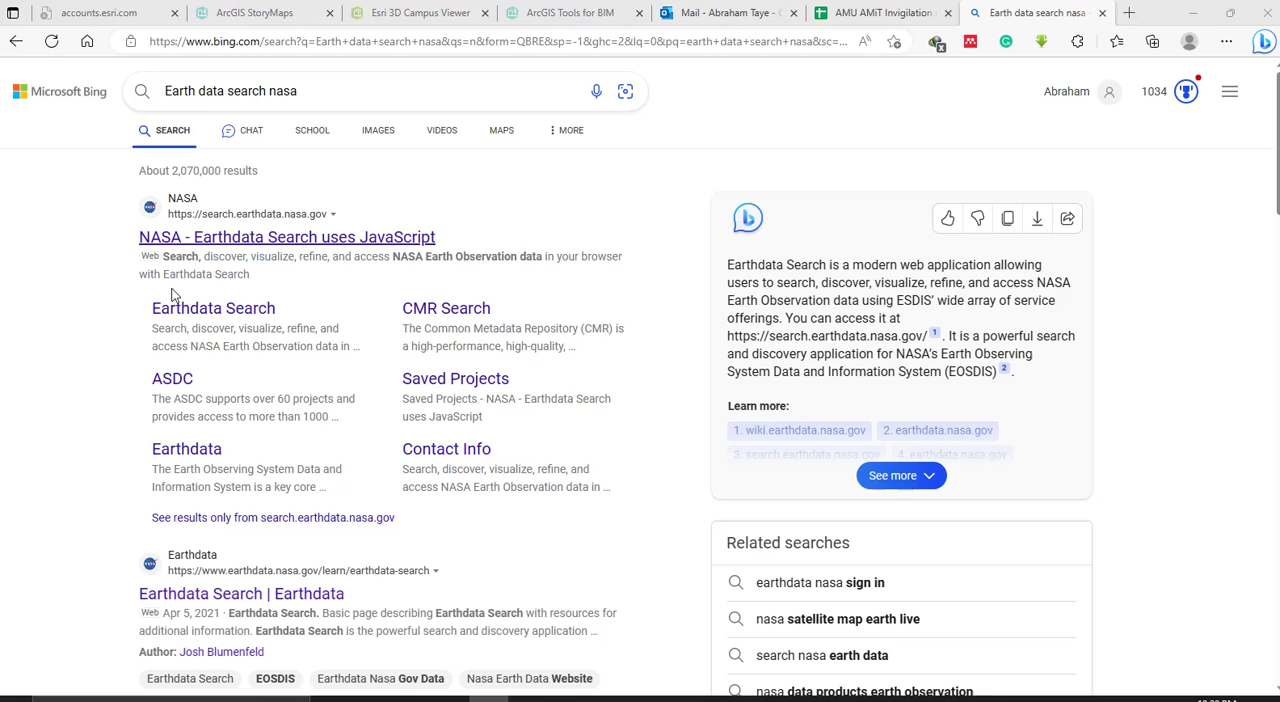 accounts.esri.com
ArcGIS StoryMaps
Esri 3D Campus Viewer
ArcGIS Tools for BIM
Mail - Abraham Taye -
AMU AMiT Invigilation
Earth data search nasa
https://www.bing.com/search?q=Earth+data+search+nasa&qs=n&form=QBRE&sp=-1&ghc=2&lq=0&pq=earth+data+search+nasa&sc=...
Microsoft Bing
Earth data search nasa
Abraham
1034
SEARCH
CHAT
SCHOOL
IMAGES
VIDEOS
MAPS
MORE
About 2,070,000 results
NASA
https://search.earthdata.nasa.gov
NASA - Earthdata Search uses JavaScript
Web Search, discover, visualize, refine, and access NASA Earth Observation data in your browser
with Earthdata Search
Earthdata Search
Search, discover, visualize, refine, and
access NASA Earth Observation data in ...
CMR Search
The Common Metadata Repository (CMR) is
a high-performance, high-quality, ...
ASDC
The ASDC supports over 60 projects and
provides access to more than 1000 ...
Saved Projects
Saved Projects - NASA - Earthdata Search
uses JavaScript
Earthdata
The Earth Observing System Data and
Information System is a key core ...
Contact Info
Search, discover, visualize, refine, and
access NASA Earth Observation data in ...
See results only from search.earthdata.nasa.gov
Earthdata
https://www.earthdata.nasa.gov/learn/earthdata-search
Earthdata Search | Earthdata
Web Apr 5, 2021 · Earthdata Search. Basic page describing Earthdata Search with resources for
additional information. Earthdata Search is the powerful search and discovery application ...
Author: Josh Blumenfeld
Earthdata Search
EOSDIS
Earthdata Nasa Gov Data
Nasa Earth Data Website
Earthdata Search is a modern web application allowing
users to search, discover, visualize, refine, and access NASA
Earth Observation data using ESDIS' wide array of service
offerings. You can access it at
https://search.earthdata.nasa.gov/ 1 . It is a powerful search
and discovery application for NASA's Earth Observing
System Data and Information System (EOSDIS) 2 .
Learn more:
1. wiki.earthdata.nasa.gov
2. earthdata.nasa.gov
3. search.earthdata.nasa.gov
4. earthdata.nasa.gov
See more
Related searches
earthdata nasa sign in
nasa satellite map earth live
search nasa earth data
nasa data products earth observation